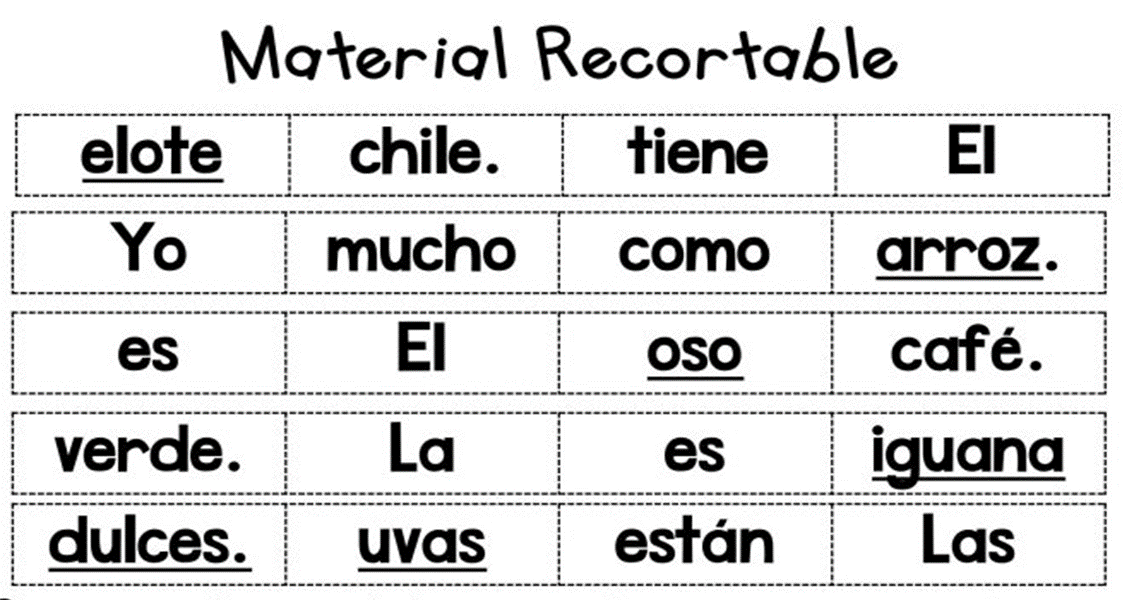 Material Recortable
elote chile. tiene El
Yo mucho como arroz.
es El oso café.
verde. La es iguana
dulces. uvas están Las